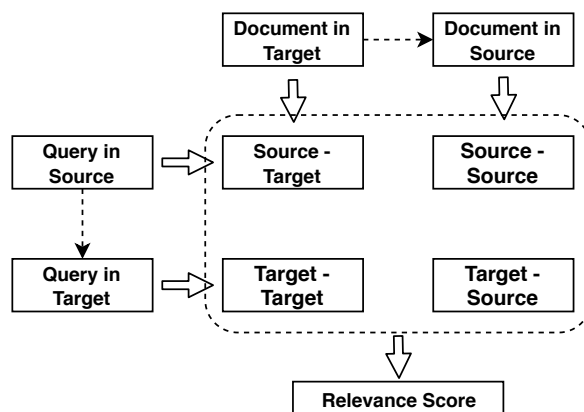 Document in
Target
Document in
Source
Query in
Source
Source -
Target
Source -
Source
Query in
Target
Target -
Target
Target -
Source
Relevance Score